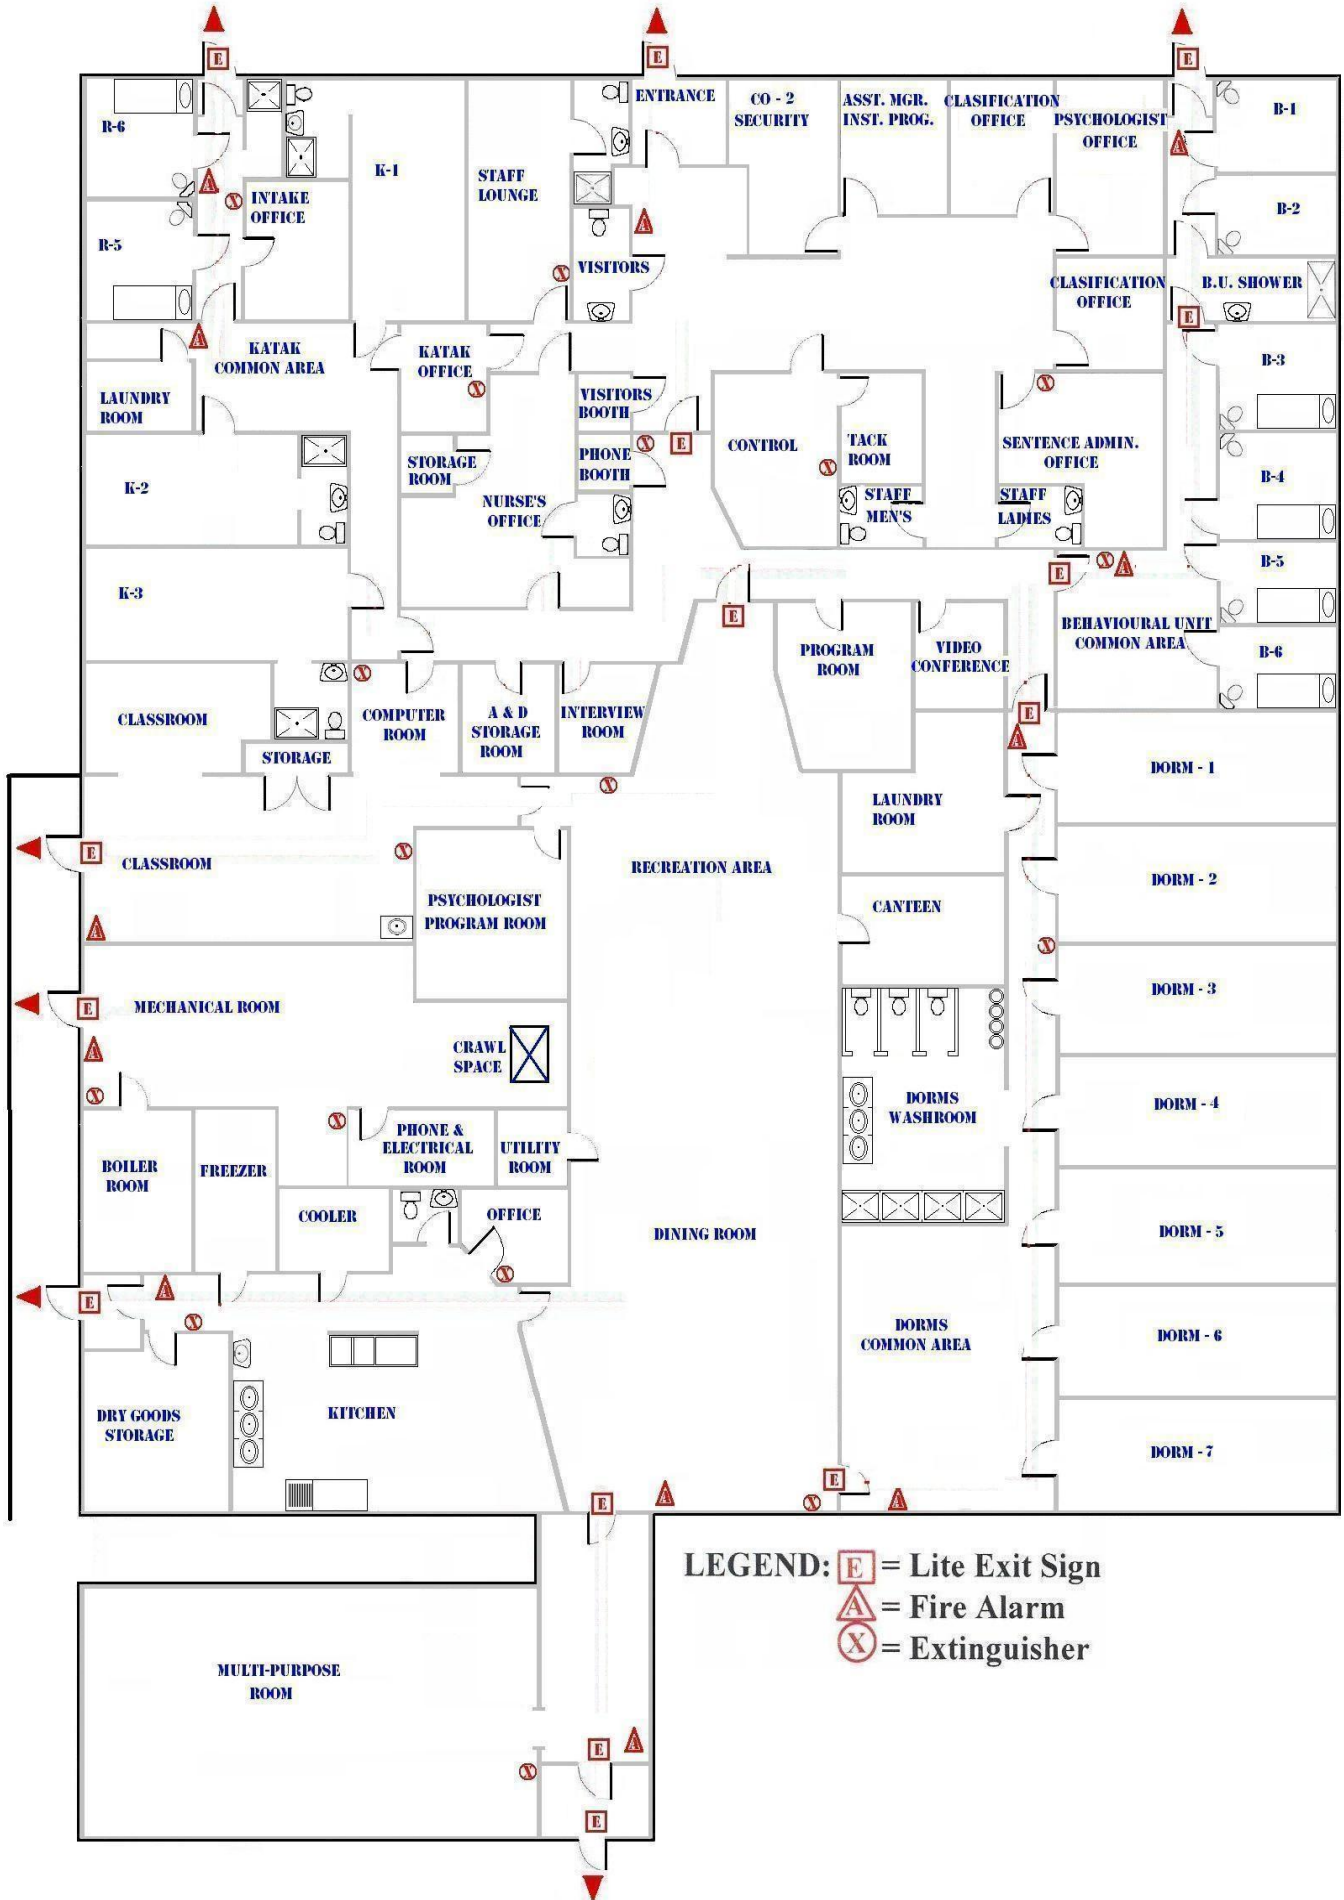 E
E
E
R-6
ENTRANCE
CO - 2
SECURITY
ASST. MGR.
INST. PROG.
CLASIFICATION
OFFICE
PSYCHOLOGIST
OFFICE
B-1
A
A
X
K-1
STAFF
LOUNGE
INTAKE
OFFICE
A
B-2
R-5
X
VISITORS
CLASIFICATION
OFFICE
B.U. SHOWER
E
A
KATAK
COMMON AREA
KATAK
OFFICE
X
B-3
X
LAUNDRY
ROOM
VISITORS
BOOTH
X
E
CONTROL
TACK
ROOM
SENTENCE ADMIN.
OFFICE
PHONE
BOOTH
X
STORAGE
ROOM
B-4
K-2
NURSE'S
OFFICE
STAFF
MEN'S
STAFF
LADIES
K-3
E
X
A
B-5
E
BEHAVIOURAL UNIT
COMMON AREA
PROGRAM
ROOM
VIDEO
CONFERENCE
B-6
X
CLASSROOM
COMPUTER
ROOM
A & D
STORAGE
ROOM
INTERVIEW
ROOM
E
A
STORAGE
DORM - 1
X
LAUNDRY
ROOM
E
CLASSROOM
X
RECREATION AREA
DORM - 2
PSYCHOLOGIST
PROGRAM ROOM
CANTEEN
A
X
E
MECHANICAL ROOM
DORM - 3
A
CRAWL
SPACE
X
DORMS
WASHROOM
DORM - 4
X
PHONE &
ELECTRICAL
ROOM
UTILITY
ROOM
BOILER
ROOM
FREEZER
COOLER
OFFICE
DINING ROOM
DORM - 5
X
A
E
X
DORMS
COMMON AREA
DORM - 6
DRY GOODS
STORAGE
KITCHEN
DORM - 7
E
E
A
X
A
LEGEND: E = Lite Exit Sign
A = Fire Alarm
X = Extinguisher
MULTI-PURPOSE
ROOM
E
A
X
E